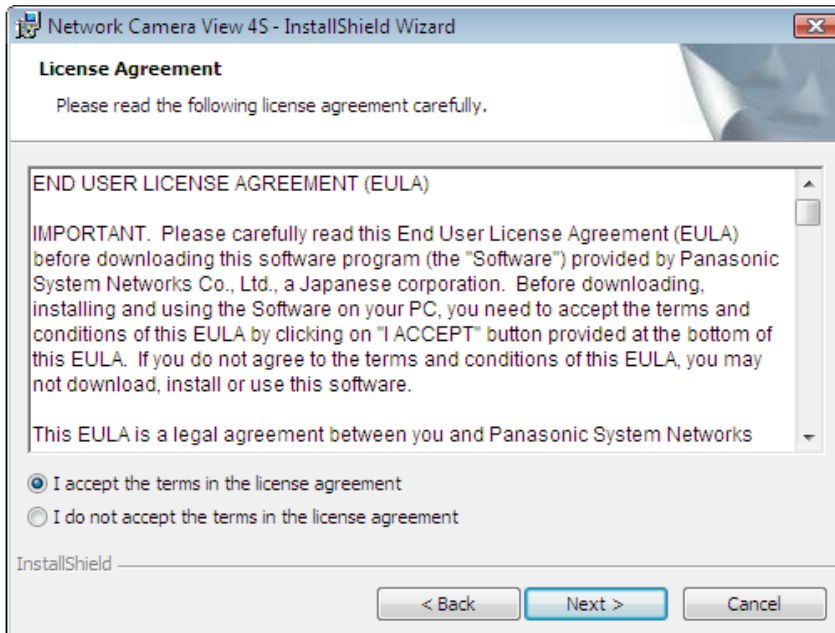 Network Camera View 4S - InstallShield Wizard
License Agreement
Please read the following license agreement carefully.
END USER LICENSE AGREEMENT (EULA)
IMPORTANT.  Please carefully read this End User License Agreement (EULA)
before downloading this software program (the "Software") provided by Panasonic
System Networks Co., Ltd., a Japanese corporation.  Before downloading,
installing and using the Software on your PC, you need to accept the terms and
conditions of this EULA by clicking on "I ACCEPT" button provided at the bottom of
this EULA.  If you do not agree to the terms and conditions of this EULA, you may
not download, install or use this software.
This EULA is a legal agreement between you and Panasonic System Networks
I accept the terms in the license agreement
I do not accept the terms in the license agreement
InstallShield
< Back
Next >
Cancel